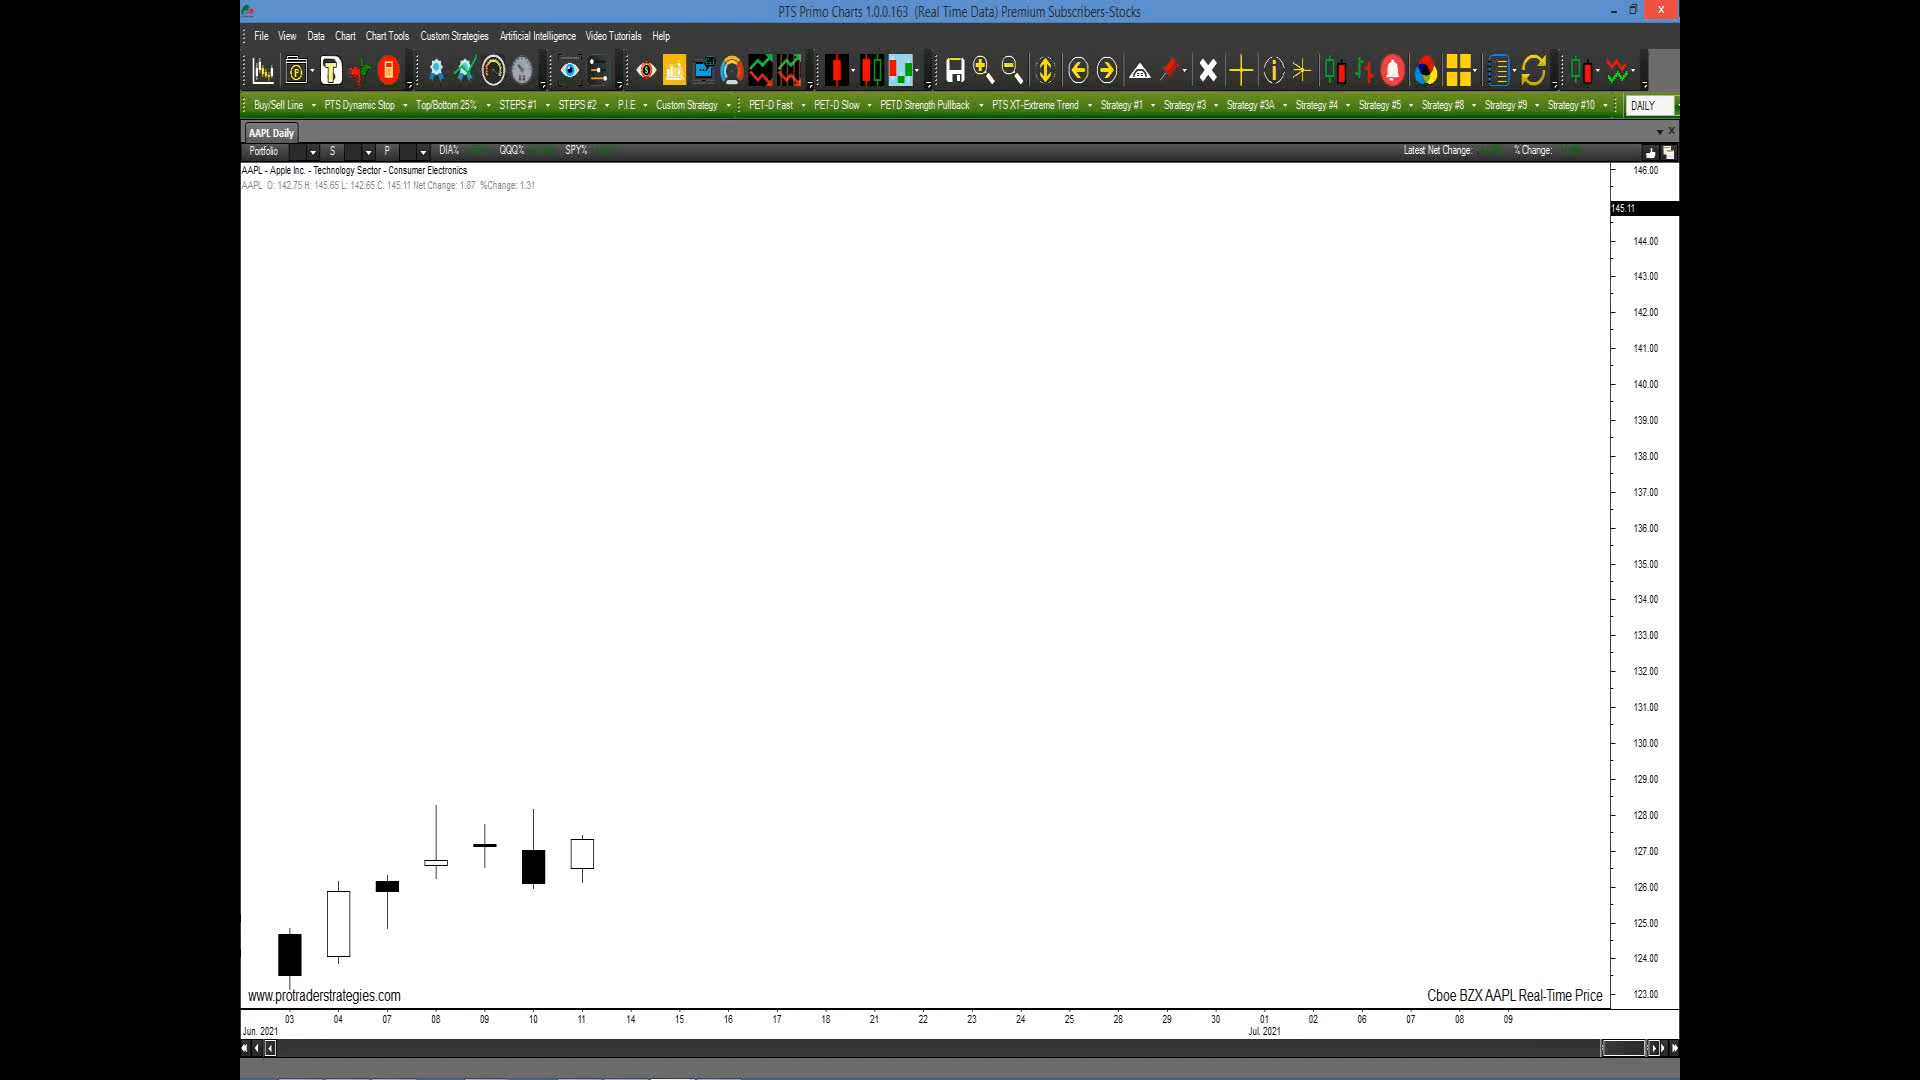 PTS Primo Charts 1.0.0.163 (Real Time Data) Premium Subscribers-Stocks
File View Data Chart Chart Tools Custom Strategies Artificial Intelligence Video Tutorials Help
Buy/Sell Line PTS Dynamic Stop Top/Bottom 25% STEPS #1 STEPS #2 P.I.E. Custom Strategy PET-D Fast PET-D Slow PETD Strength Pullback PTS XT-Extreme Trend Strategy #1 Strategy #3 Strategy #3A Strategy #4 Strategy #5 Strategy #8 Strategy #9 Strategy #10 DAILY
AAPL Daily
Portfolio S P DIA% QQQ% SPY% Latest Net Change: % Change:
AAPL - Apple Inc. - Technology Sector - Consumer Electronics
AAPL O: 142.75 H: 145.65 L: 142.65 C: 145.11 Net Change: 1.87 %Change: 1.31
146.00
145.11
144.00
143.00
142.00
141.00
140.00
139.00
138.00
137.00
136.00
135.00
134.00
133.00
132.00
131.00
130.00
129.00
128.00
127.00
126.00
125.00
124.00
123.00
www.protraderstrategies.com Cboe BZX AAPL Real-Time Price
03 04 07 08 09 10 11 14 15 16 17 18 21 22 23 24 25 28 29 30 01 02 06 07 08 09
Jun. 2021 Jul. 2021